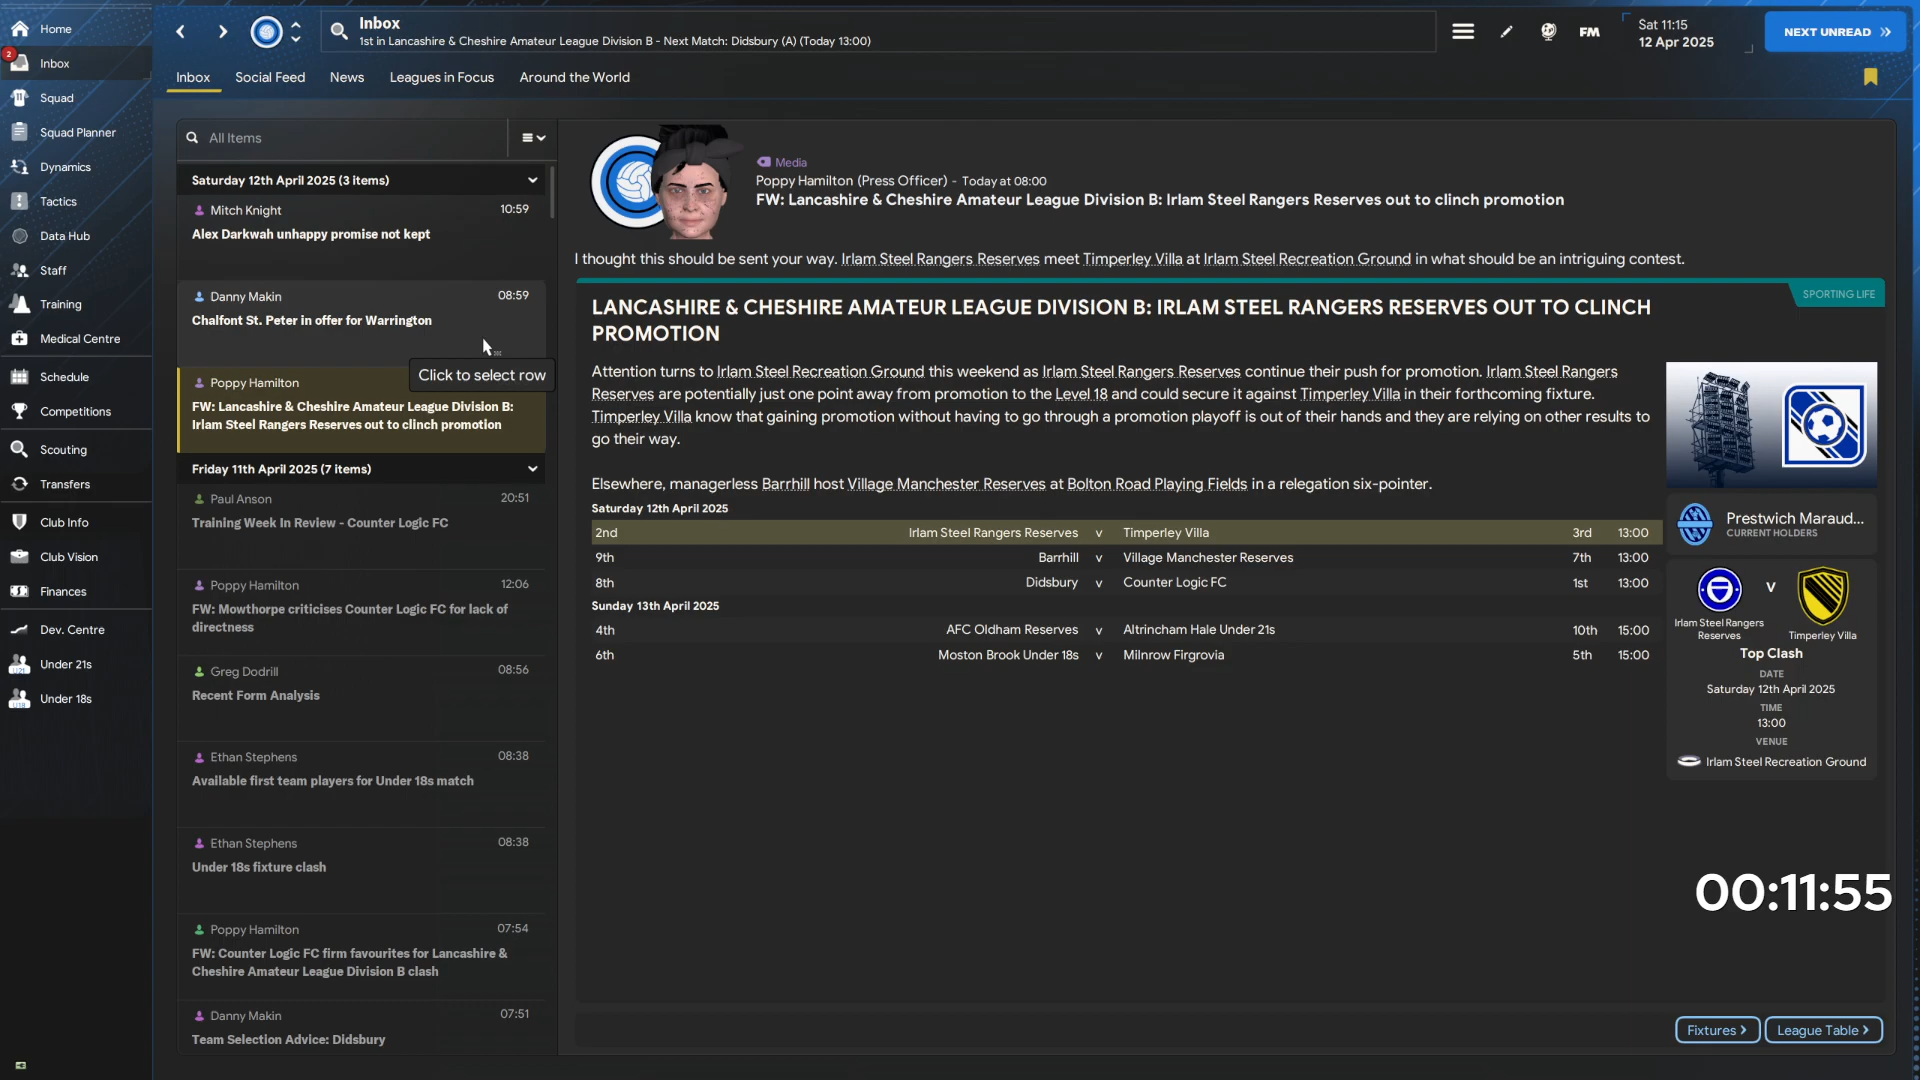 Home
2
Inbox
Squad
Squad Planner
Dynamics
Tactics
Data Hub
Staff
Training
Medical Centre
Schedule
Competitions
Scouting
Transfers
Club Info
Club Vision
Finances
Dev. Centre
Under 21s
Under 18s
Inbox
1st in Lancashire & Cheshire Amateur League Division B - Next Match: Didsbury (A) (Today 13:00)
FM
Sat 11:15
12 Apr 2025
NEXT UNREAD
Inbox Social Feed News Leagues in Focus Around the World
All Items
Saturday 12th April 2025 (3 items)
Mitch Knight 10:59
Alex Darkwah unhappy promise not kept
Danny Makin 08:59
Chalfont St. Peter in offer for Warrington
Click to select row
Poppy Hamilton
FW: Lancashire & Cheshire Amateur League Division B:
Irlam Steel Rangers Reserves out to clinch promotion
Friday 11th April 2025 (7 items)
Paul Anson 20:51
Training Week In Review - Counter Logic FC
Poppy Hamilton 12:06
FW: Mowthorpe criticises Counter Logic FC for lack of
directness
Greg Dodrill 08:56
Recent Form Analysis
Ethan Stephens 08:38
Available first team players for Under 18s match
Ethan Stephens 08:38
Under 18s fixture clash
Poppy Hamilton 07:54
FW: Counter Logic FC firm favourites for Lancashire &
Cheshire Amateur League Division B clash
Danny Makin 07:51
Team Selection Advice: Didsbury
Media
Poppy Hamilton (Press Officer) - Today at 08:00
FW: Lancashire & Cheshire Amateur League Division B: Irlam Steel Rangers Reserves out to clinch promotion
I thought this should be sent your way. Irlam Steel Rangers Reserves meet Timperley Villa at Irlam Steel Recreation Ground in what should be an intriguing contest.
SPORTING LIFE
LANCASHIRE & CHESHIRE AMATEUR LEAGUE DIVISION B: IRLAM STEEL RANGERS RESERVES OUT TO CLINCH
PROMOTION
Attention turns to Irlam Steel Recreation Ground this weekend as Irlam Steel Rangers Reserves continue their push for promotion. Irlam Steel Rangers
Reserves are potentially just one point away from promotion to the Level 18 and could secure it against Timperley Villa in their forthcoming fixture.
Timperley Villa know that gaining promotion without having to go through a promotion playoff is out of their hands and they are relying on other results to
go their way.
Elsewhere, managerless Barrhill host Village Manchester Reserves at Bolton Road Playing Fields in a relegation six-pointer.
Saturday 12th April 2025
2nd Irlam Steel Rangers Reserves v Timperley Villa 3rd 13:00
9th Barrhill v Village Manchester Reserves 7th 13:00
8th Didsbury v Counter Logic FC 1st 13:00
Sunday 13th April 2025
4th AFC Oldham Reserves v Altrincham Hale Under 21s 10th 15:00
6th Moston Brook Under 18s v Milnrow Firgrovia 5th 15:00
Prestwich Maraud...
CURRENT HOLDERS
V
Irlam Steel Rangers
Reserves
Timperley Villa
Top Clash
DATE
Saturday 12th April 2025
TIME
13:00
VENUE
Irlam Steel Recreation Ground
00:11:55
Fixtures
League Table